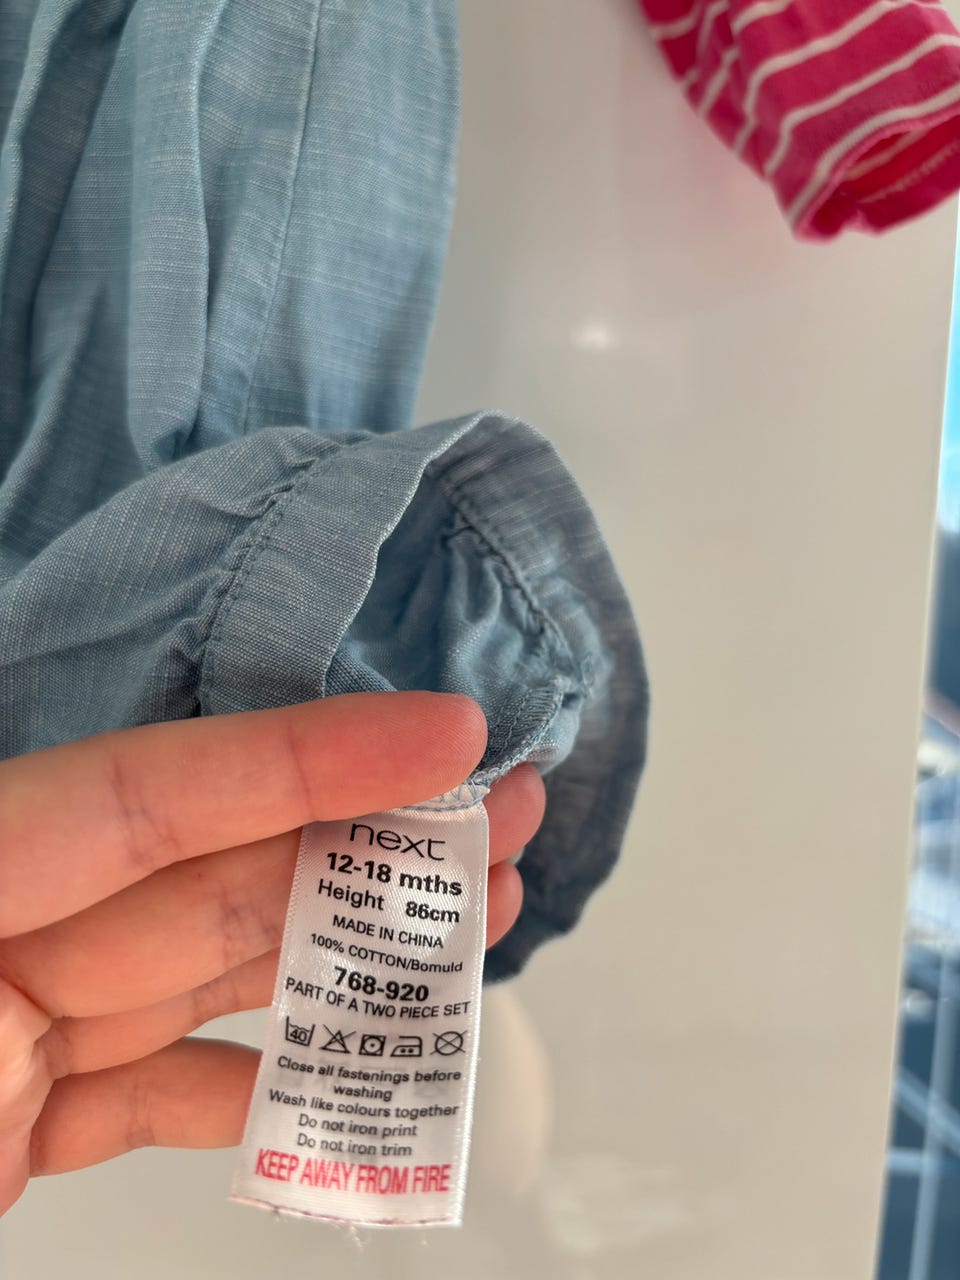 next
12-18 mths
Height 86cm
MADE IN CHINA
100% COTTON/Bomuld
768-920
PART OF A TWO PIECE SET
40
Close all fastenings before
washing
Wash like colours together
Do not iron print
Do not iron trim
KEEP AWAY FROM FIRE